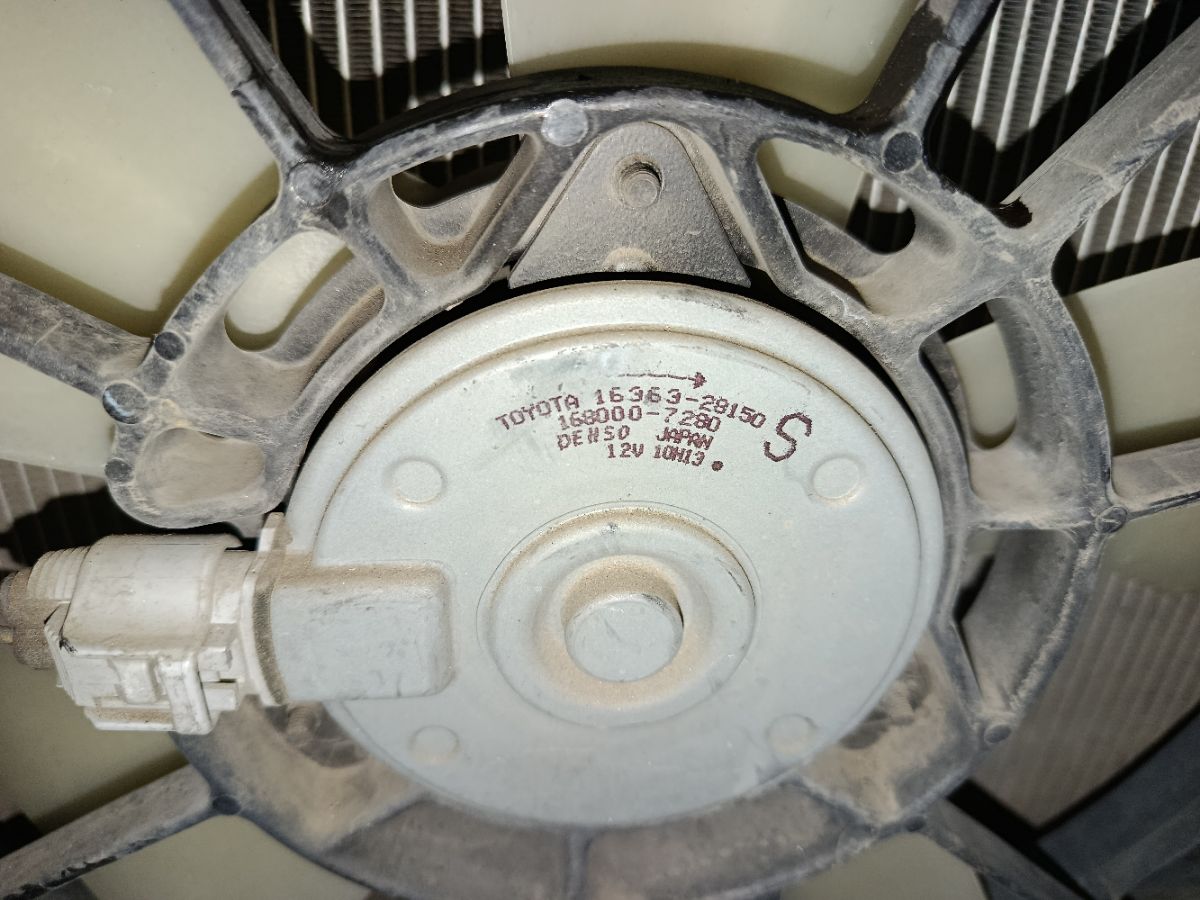 TOYOTA 16363-28150 S
168000-7280
DENSO JAPAN
12V 10H13